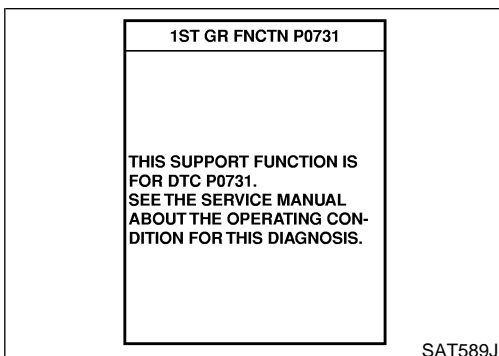 1ST GR FNCTN P0731
THIS SUPPORT FUNCTION IS
FOR DTC P0731.
SEE THE SERVICE MANUAL
ABOUT THE OPERATING CON-
DITION FOR THIS DIAGNOSIS.
SAT589J